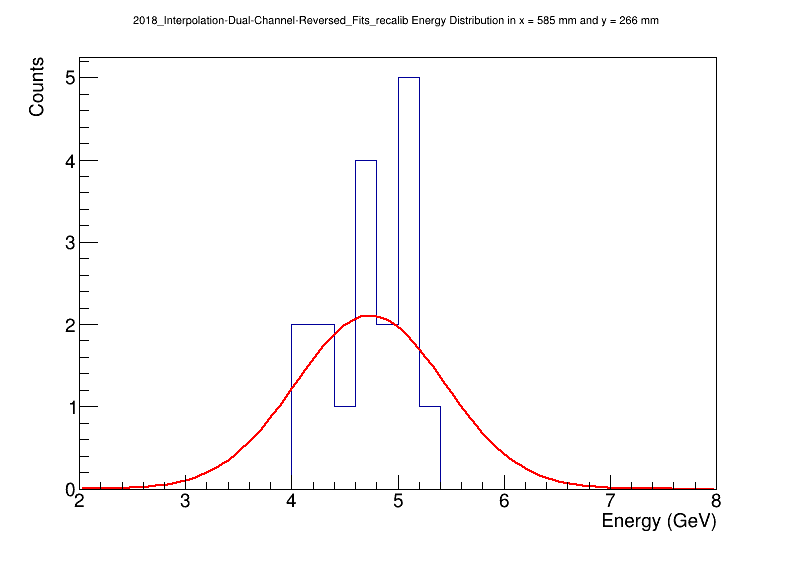 2018_Interpolation-Dual-Channel-Reversed_Fits_recalib Energy Distribution in x = 585 mm and y = 266 mm
Counts
5
4
3
2
1
0
2 3 4 5 6 7 8
Energy (GeV)